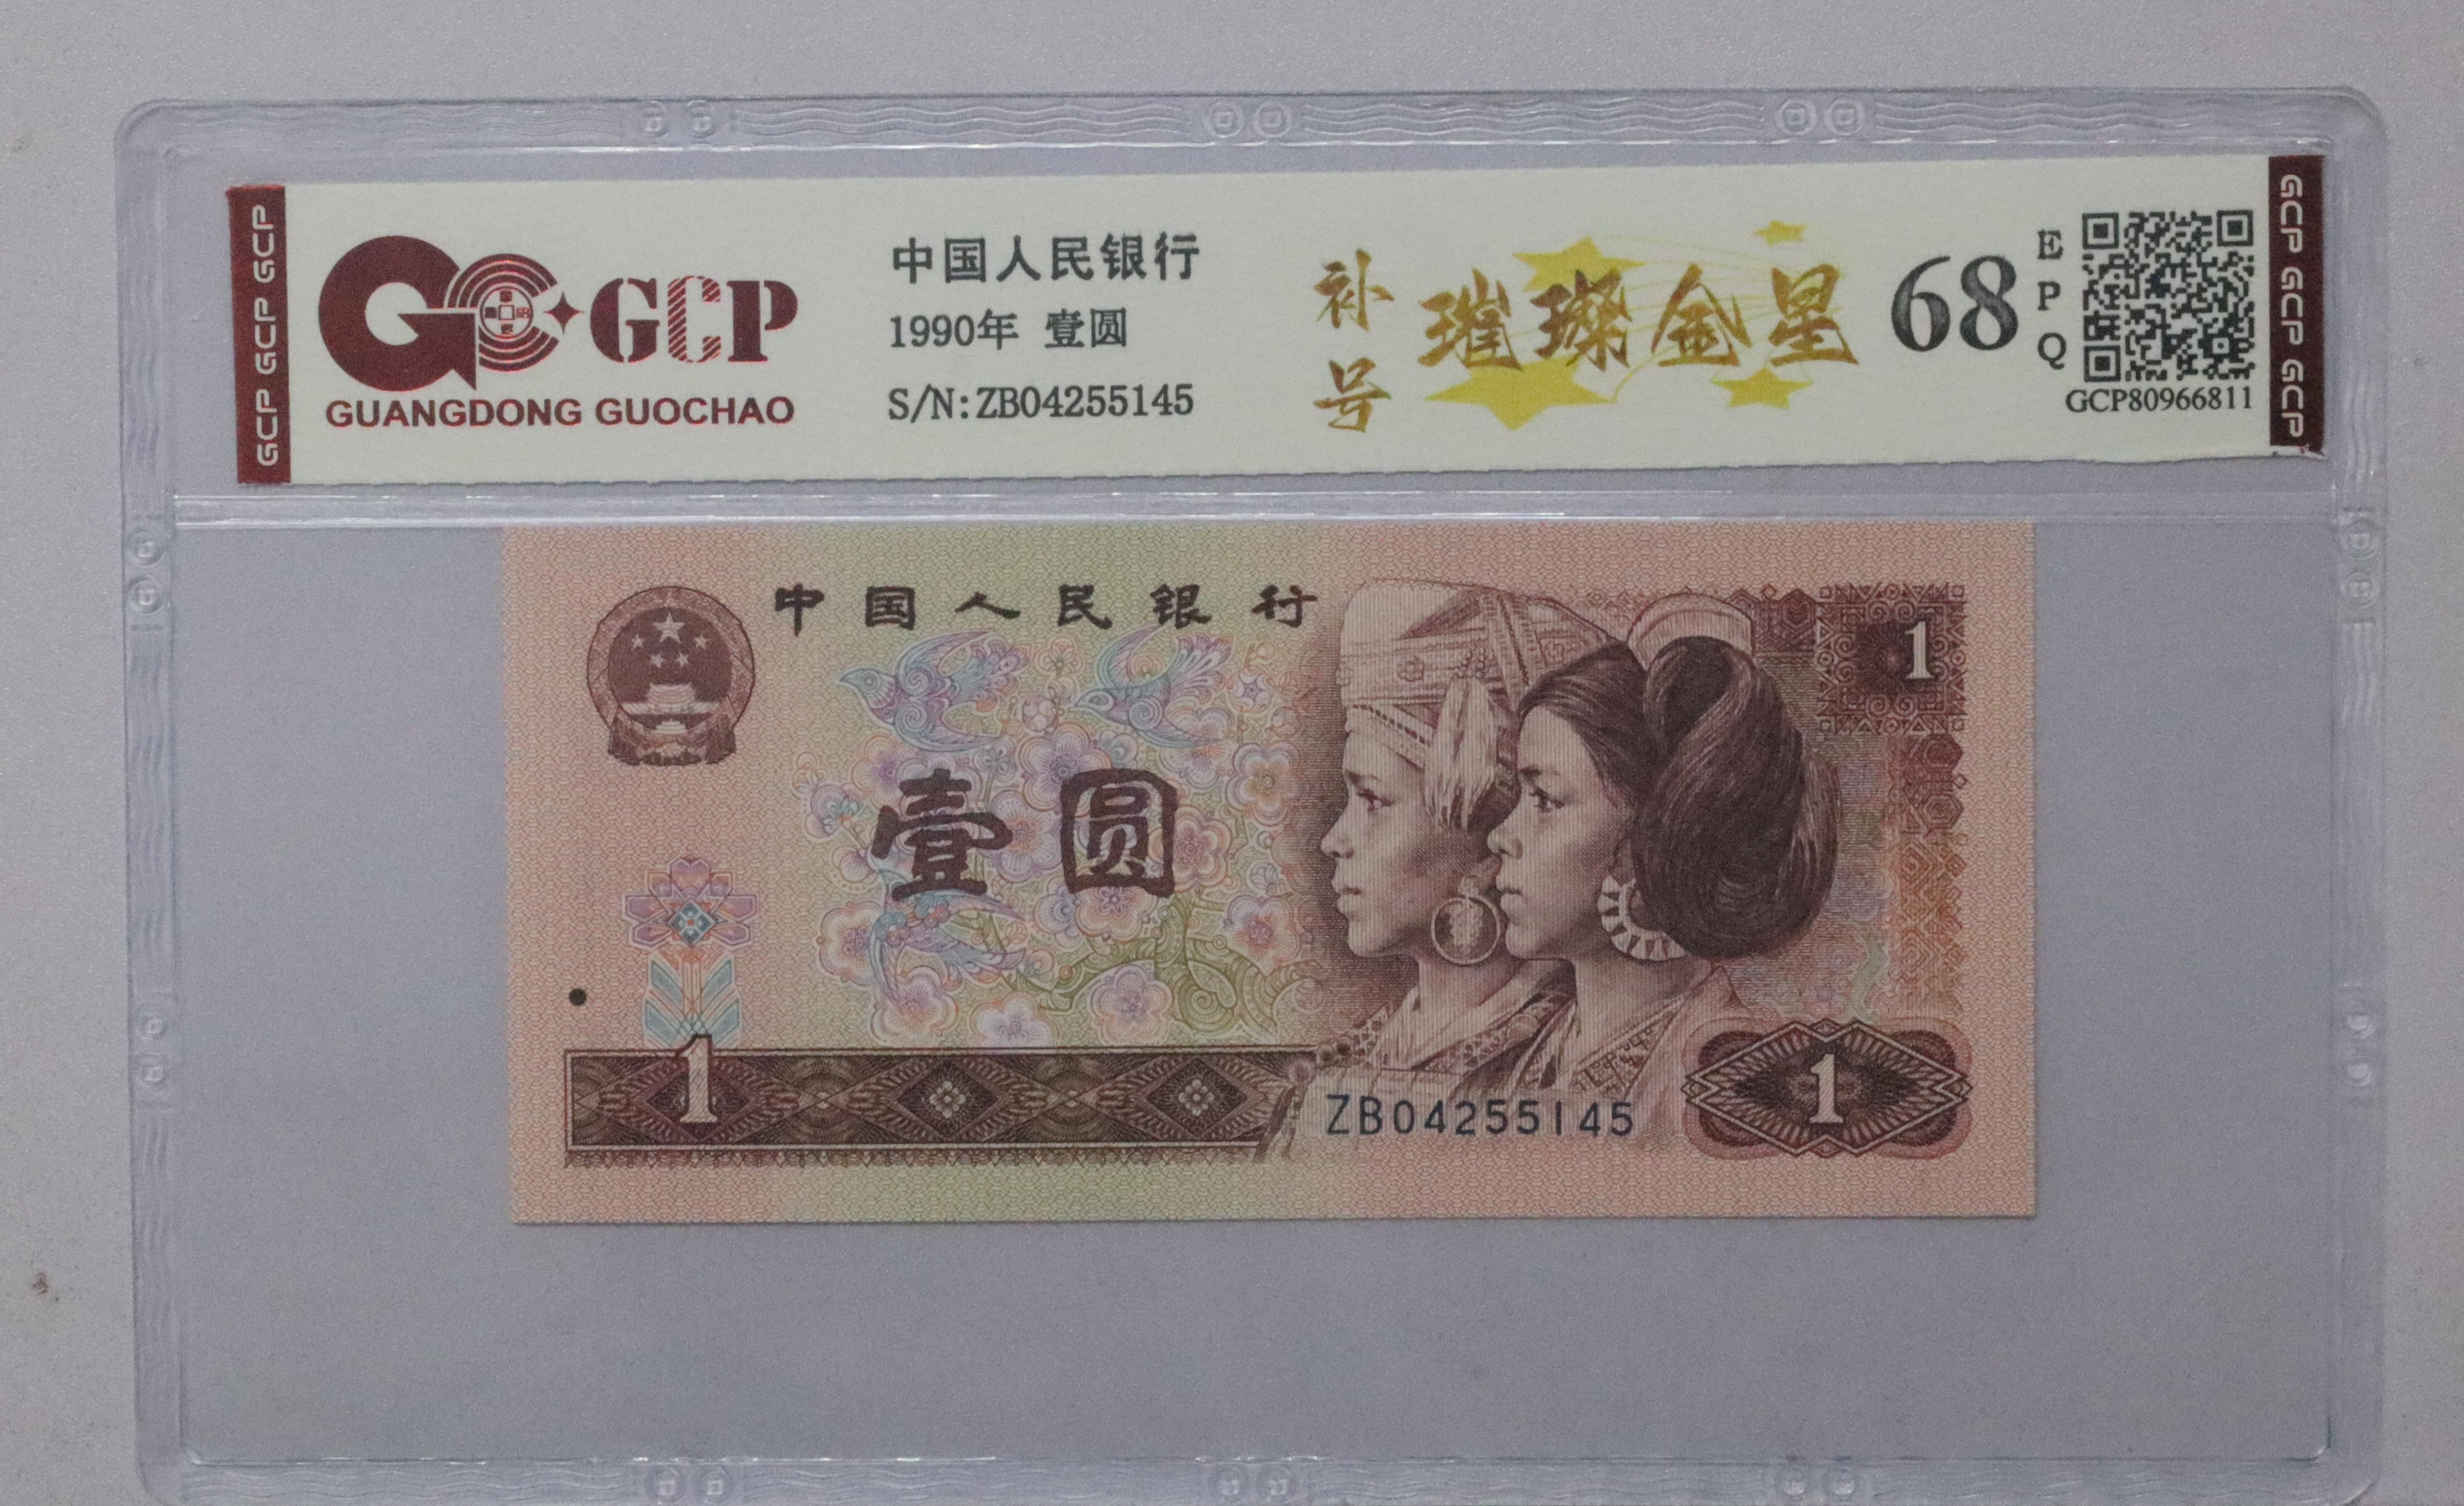 GCP GCP GCP
GCP
GUANGDONG GUOCHAO
中国人民银行
1990年 壹圆
S/N:ZB04255145
补号
璀璨金星
68
EPQ
GCP80966811
GCP GCP GCP
中国人民银行
1
壹圆
1
ZB04255145
1